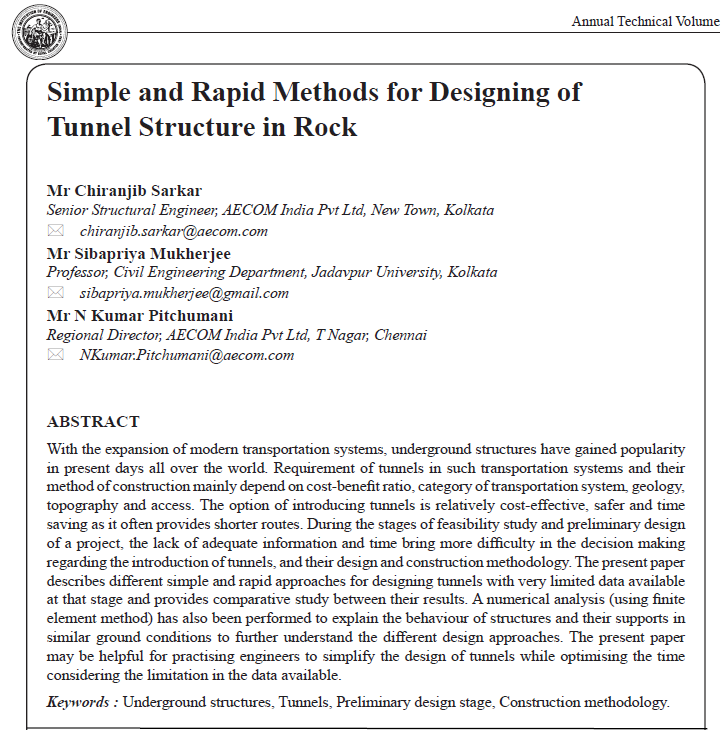 Annual Technical Volume
Simple and Rapid Methods for Designing of
Tunnel Structure in Rock
Mr Chiranjib Sarkar
Senior Structural Engineer, AECOM India Pvt Ltd, New Town, Kolkata
chiranjib.sarkar@aecom.com
Mr Sibapriya Mukherjee
Professor, Civil Engineering Department, Jadavpur University, Kolkata
sibapriya.mukherjee@gmail.com
Mr N Kumar Pitchumani
Regional Director, AECOM India Pvt Ltd, T Nagar, Chennai
NKumar.Pitchumani@aecom.com
ABSTRACT
With the expansion of modern transportation systems, underground structures have gained popularity
in present days all over the world. Requirement of tunnels in such transportation systems and their
method of construction mainly depend on cost-benefit ratio, category of transportation system, geology,
topography and access. The option of introducing tunnels is relatively cost-effective, safer and time
saving as it often provides shorter routes. During the stages of feasibility study and preliminary design
of a project, the lack of adequate information and time bring more difficulty in the decision making
regarding the introduction of tunnels, and their design and construction methodology. The present paper
describes different simple and rapid approaches for designing tunnels with very limited data available
at that stage and provides comparative study between their results. A numerical analysis (using finite
element method) has also been performed to explain the behaviour of structures and their supports in
similar ground conditions to further understand the different design approaches. The present paper
may be helpful for practising engineers to simplify the design of tunnels while optimising the time
considering the limitation in the data available.
Keywords : Underground structures, Tunnels, Preliminary design stage, Construction methodology.